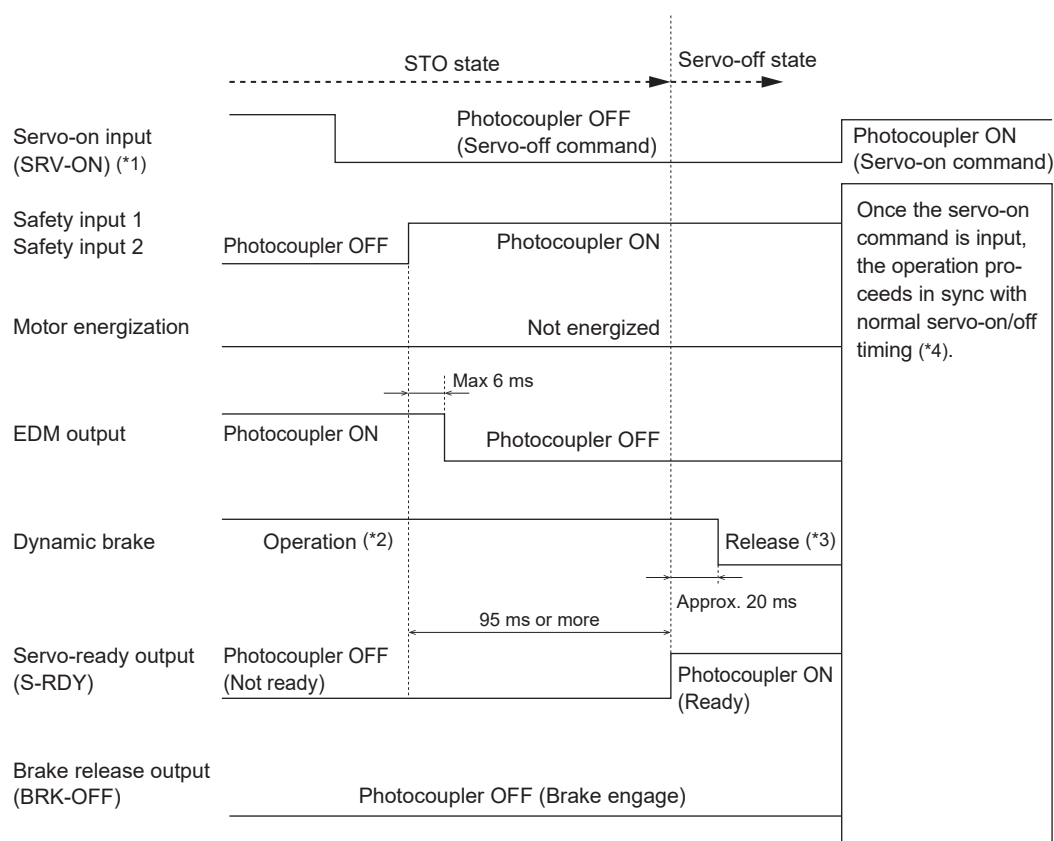 STO state
Servo-off state
Servo-on input
(SRV-ON) (*1)
Photocoupler OFF
(Servo-off command)
Photocoupler ON
(Servo-on command)
Safety input 1
Safety input 2
Photocoupler OFF
Photocoupler ON
Once the servo-on
command is input,
the operation pro-
ceeds in sync with
normal servo-on/off
timing (*4).
Motor energization
Not energized
Max 6 ms
EDM output
Photocoupler ON
Photocoupler OFF
Dynamic brake
Operation (*2)
Release (*3)
Approx. 20 ms
95 ms or more
Servo-ready output
(S-RDY)
Photocoupler OFF
(Not ready)
Photocoupler ON
(Ready)
Brake release output
(BRK-OFF)
Photocoupler OFF (Brake engage)